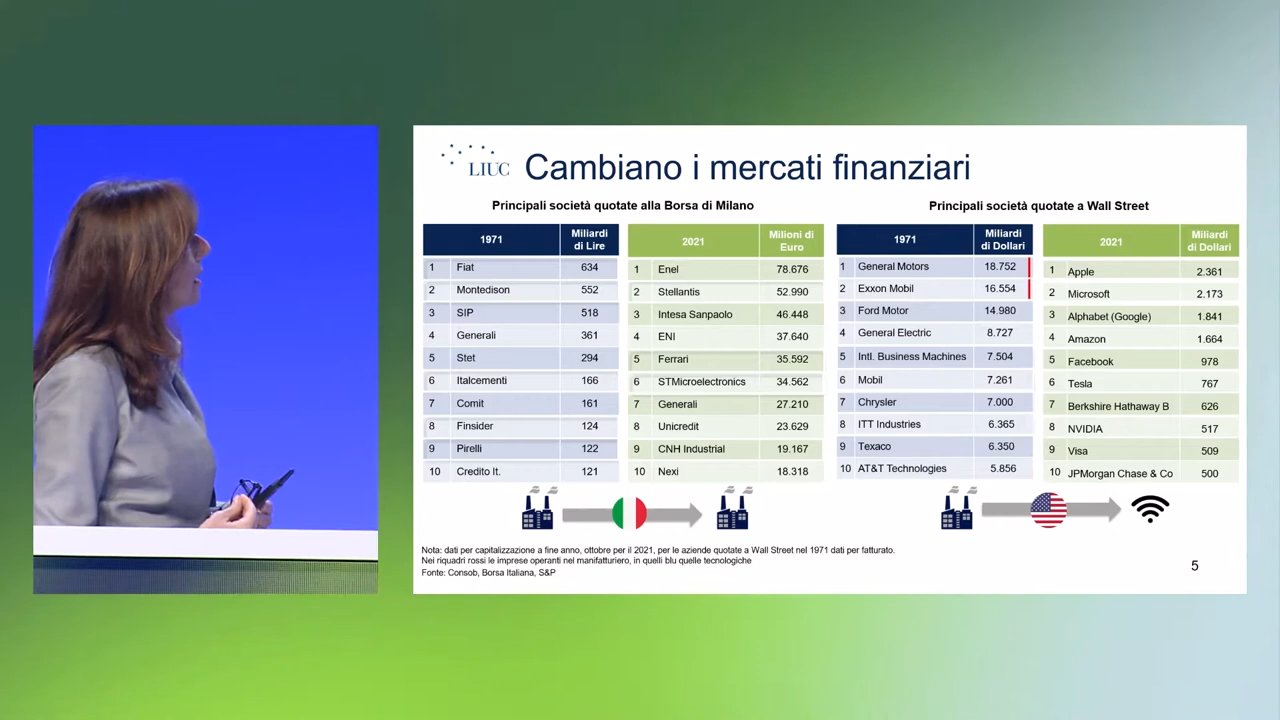 LIUC
Cambiano i mercati finanziari
Principali società quotate alla Borsa di Milano
1971 Miliardi di Lire
1 Fiat 634
2 Montedison 552
3 SIP 518
4 Generali 361
5 Stet 294
6 Italcementi 166
7 Comit 161
8 Finsider 124
9 Pirelli 122
10 Credito It. 121
2021 Milioni di Euro
1 Enel 78.676
2 Stellantis 52.990
3 Intesa Sanpaolo 46.448
4 ENI 37.640
5 Ferrari 35.592
6 STMicroelectronics 34.562
7 Generali 27.210
8 Unicredit 23.629
9 CNH Industrial 19.167
10 Nexi 18.318
Principali società quotate a Wall Street
1971 Miliardi di Dollari
1 General Motors 18.752
2 Exxon Mobil 16.554
3 Ford Motor 14.980
4 General Electric 8.727
5 Intl. Business Machines 7.504
6 Mobil 7.261
7 Chrysler 7.000
8 ITT Industries 6.365
9 Texaco 6.350
10 AT&T Technologies 5.856
2021 Miliardi di Dollari
1 Apple 2.361
2 Microsoft 2.173
3 Alphabet (Google) 1.841
4 Amazon 1.664
5 Facebook 978
6 Tesla 767
7 Berkshire Hathaway B 626
8 NVIDIA 517
9 Visa 509
10 JPMorgan Chase & Co 500
Nota: dati per capitalizzazione a fine anno, ottobre per il 2021, per le aziende quotate a Wall Street nel 1971 dati per fatturato.
Nei riquadri rossi le imprese operanti nel manifatturiero, in quelli blu quelle tecnologiche
Fonte: Consob, Borsa Italiana, S&P
5